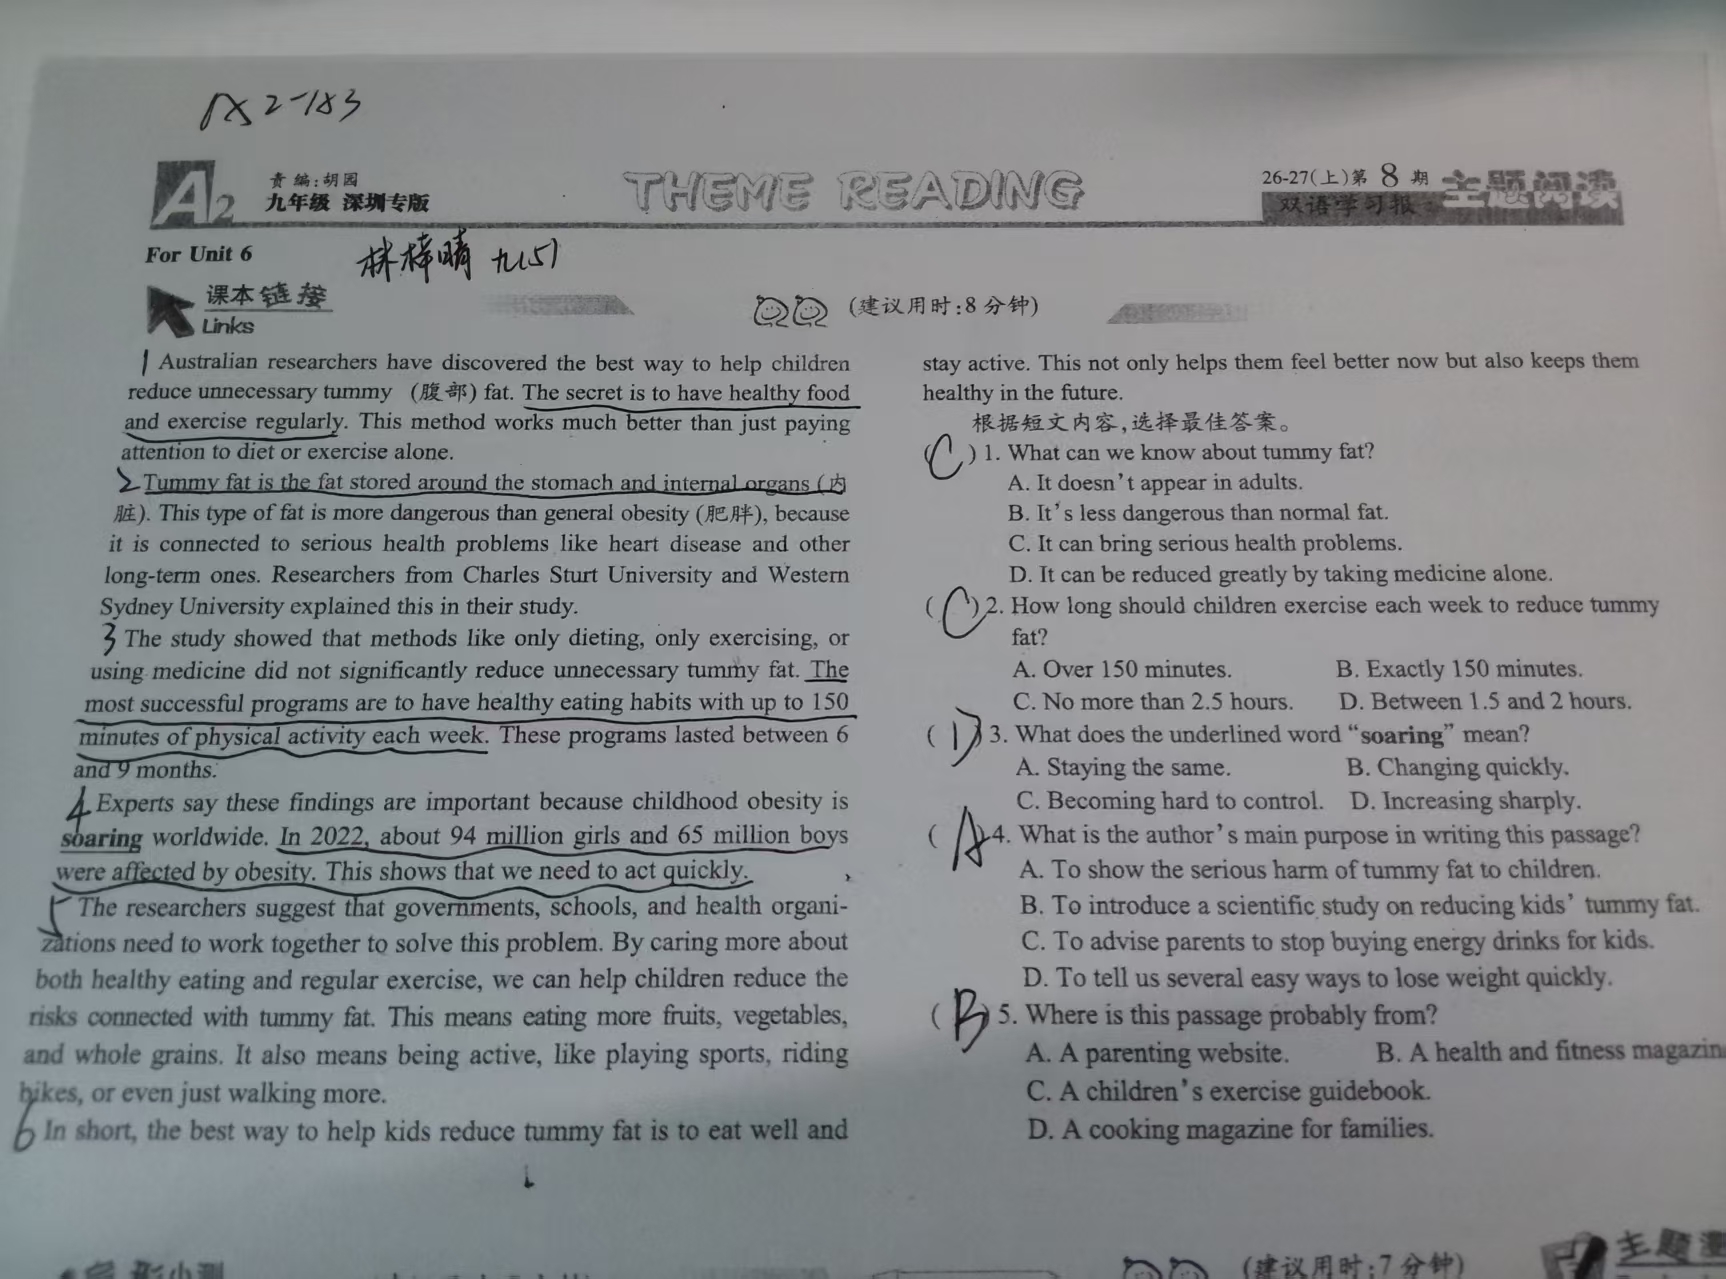 A2
责编:胡园
九年级 深圳专版
THEME READING
26-27(上)第 8 期
双语学习报
主题阅读
For Unit 6
林梓晴 九(5)
课本链接
Links
(建议用时:8分钟)
1 Australian researchers have discovered the best way to help children
reduce unnecessary tummy (腹部) fat. The secret is to have healthy food
and exercise regularly. This method works much better than just paying
attention to diet or exercise alone.
2 Tummy fat is the fat stored around the stomach and internal organs (内
脏). This type of fat is more dangerous than general obesity (肥胖), because
it is connected to serious health problems like heart disease and other
long-term ones. Researchers from Charles Sturt University and Western
Sydney University explained this in their study.
3 The study showed that methods like only dieting, only exercising, or
using medicine did not significantly reduce unnecessary tummy fat. The
most successful programs are to have healthy eating habits with up to 150
minutes of physical activity each week. These programs lasted between 6
and 9 months.
4 Experts say these findings are important because childhood obesity is
soaring worldwide. In 2022, about 94 million girls and 65 million boys
were affected by obesity. This shows that we need to act quickly.
5 The researchers suggest that governments, schools, and health organi-
zations need to work together to solve this problem. By caring more about
both healthy eating and regular exercise, we can help children reduce the
risks connected with tummy fat. This means eating more fruits, vegetables,
and whole grains. It also means being active, like playing sports, riding
bikes, or even just walking more.
6 In short, the best way to help kids reduce tummy fat is to eat well and
stay active. This not only helps them feel better now but also keeps them
healthy in the future.
根据短文内容,选择最佳答案。
( C ) 1. What can we know about tummy fat?
A. It doesn't appear in adults.
B. It's less dangerous than normal fat.
C. It can bring serious health problems.
D. It can be reduced greatly by taking medicine alone.
( C ) 2. How long should children exercise each week to reduce tummy
fat?
A. Over 150 minutes. B. Exactly 150 minutes.
C. No more than 2.5 hours. D. Between 1.5 and 2 hours.
( D ) 3. What does the underlined word “soaring” mean?
A. Staying the same. B. Changing quickly.
C. Becoming hard to control. D. Increasing sharply.
( A ) 4. What is the author's main purpose in writing this passage?
A. To show the serious harm of tummy fat to children.
B. To introduce a scientific study on reducing kids' tummy fat.
C. To advise parents to stop buying energy drinks for kids.
D. To tell us several easy ways to lose weight quickly.
( B ) 5. Where is this passage probably from?
A. A parenting website. B. A health and fitness magazin
C. A children's exercise guidebook.
D. A cooking magazine for families.
(建议用时:7分钟)
主题